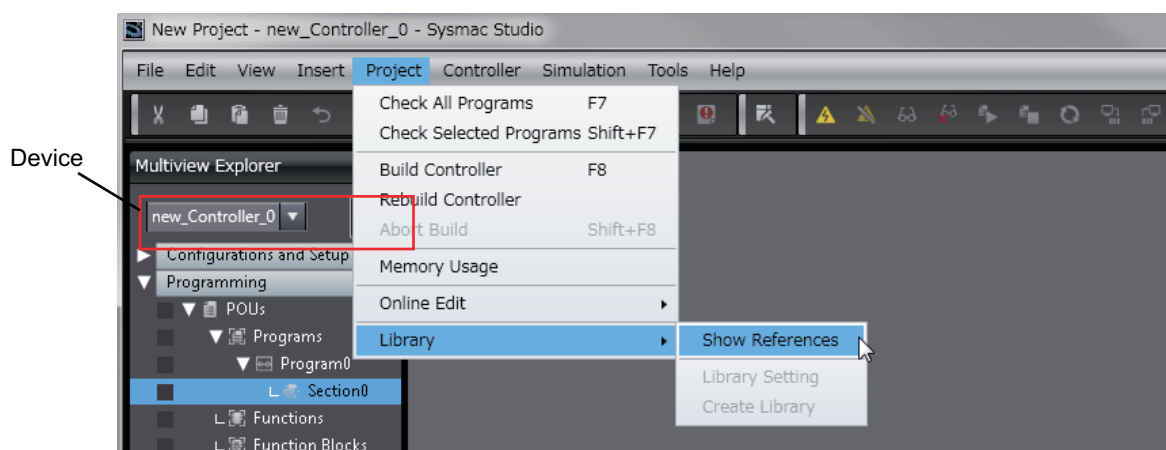 New Project - new_Controller_0 - Sysmac Studio
File Edit View Insert Project Controller Simulation Tools Help
Check All Programs F7
Check Selected Programs Shift+F7
Device
Multiview Explorer
Build Controller F8
new_Controller_0
Rebuild Controller
Abort Build Shift+F8
Configurations and Setup
Memory Usage
Programming
POUs
Online Edit
Programs
Library
Show References
Program0
Library Setting
Section0
Create Library
Functions
Function Blocks